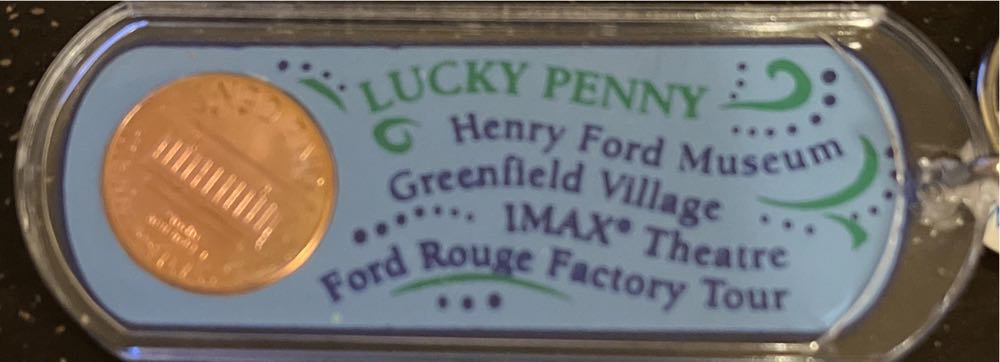 LUCKY PENNY
Henry Ford Museum
Greenfield Village
IMAX® Theatre
Ford Rouge Factory Tour